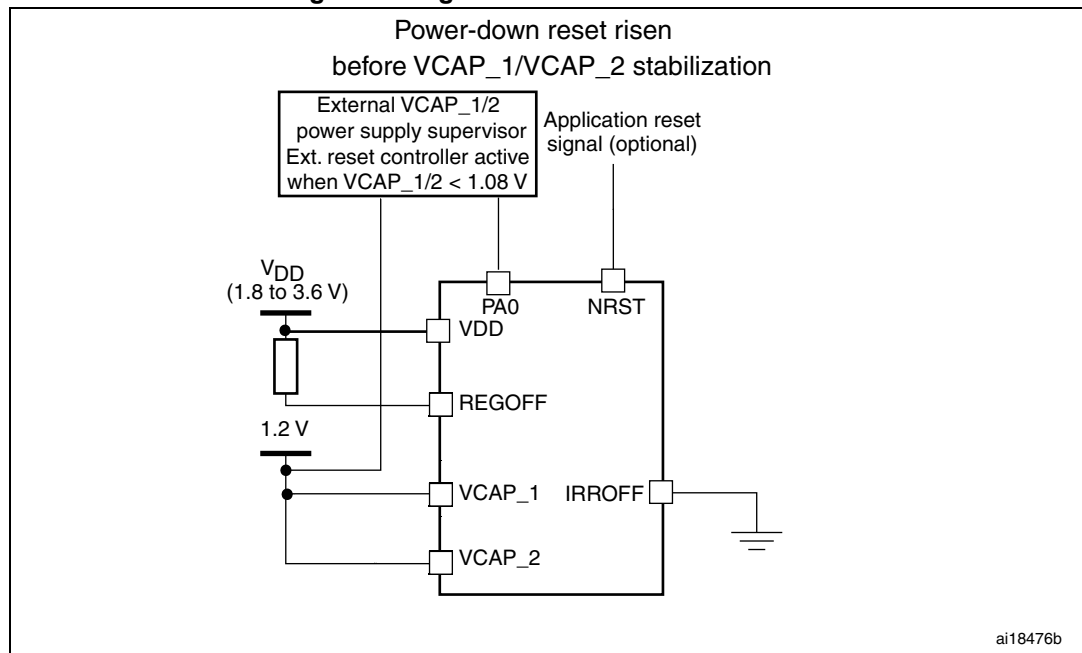 Power-down reset risen
before VCAP_1/VCAP_2 stabilization
External VCAP_1/2
power supply supervisor
Ext. reset controller active
when VCAP_1/2 < 1.08 V
Application reset
signal (optional)
VDD
(1.8 to 3.6 V)
PA0
NRST
VDD
REGOFF
1.2 V
VCAP_1
IRROFF
VCAP_2
ai18476b